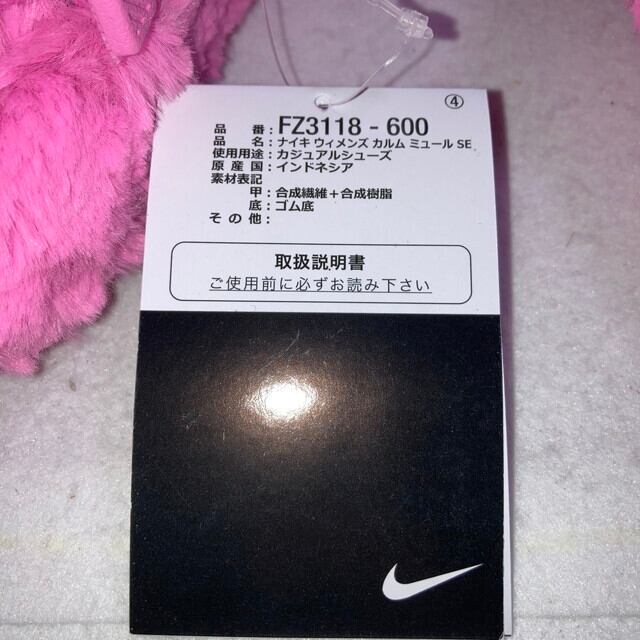 ④
品 番 : FZ3118 - 600
品 名 : ナイキ ウィメンズ カルム ミュール SE
使用用途 : カジュアルシューズ
原 産 国 : インドネシア
素材表記
甲 : 合成繊維+合成樹脂
底 : ゴム底
そ の 他 :
取扱説明書
ご使用前に必ずお読み下さい